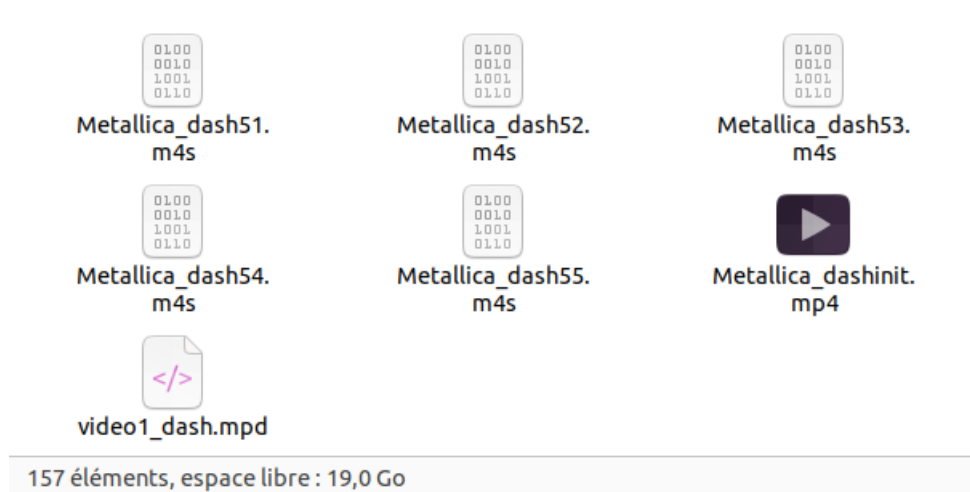 0100
0010
1001
0110
0100
0010
1001
0110
0100
0010
1001
0110
Metallica_dash51.
m4s
Metallica_dash52.
m4s
Metallica_dash53.
m4s
0100
0010
1001
0110
0100
0010
1001
0110
Metallica_dash54.
m4s
Metallica_dash55.
m4s
Metallica_dashinit.
mp4
</>
video1_dash.mpd
157 éléments, espace libre : 19,0 Go